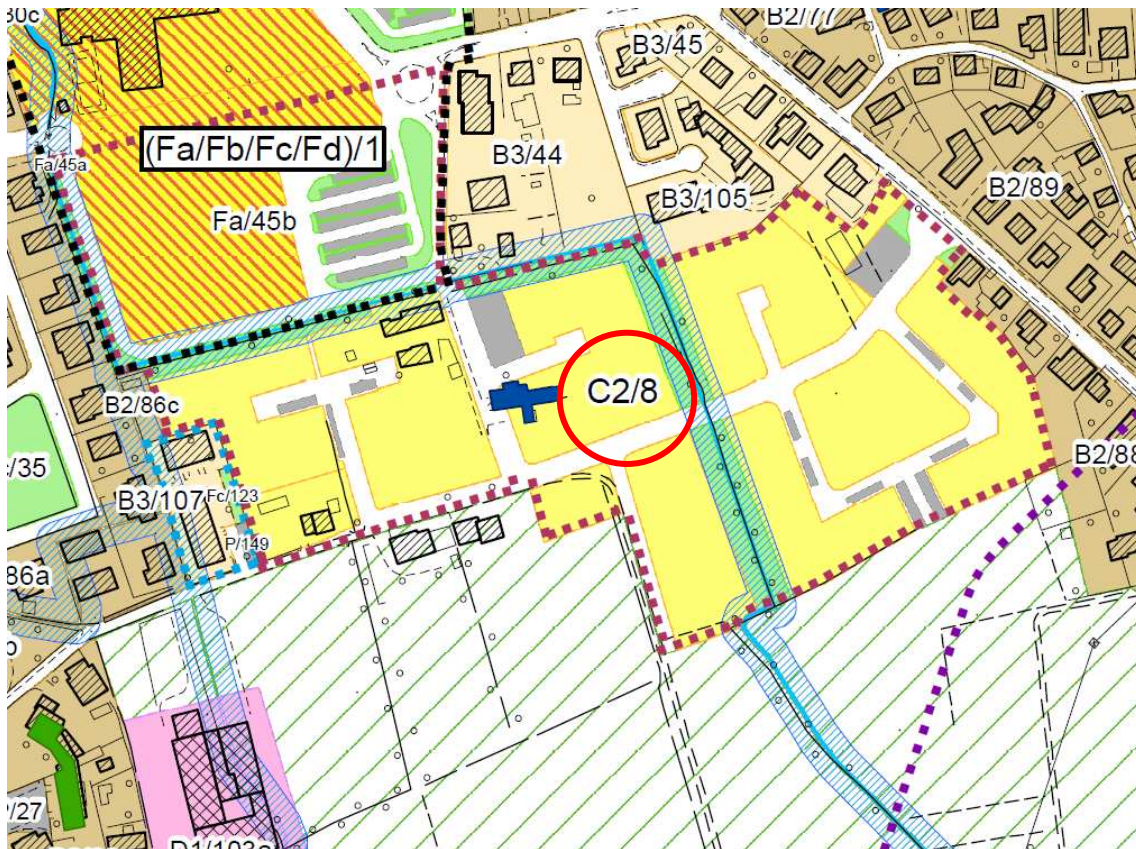 B2/77
B3/45
(Fa/Fb/Fc/Fd)/1
Fa/45a
B3/44
B2/89
B3/105
Fa/45b
C2/8
B2/86c
B2/88
/35
B3/107
Fc/123
P/149
86a
/27